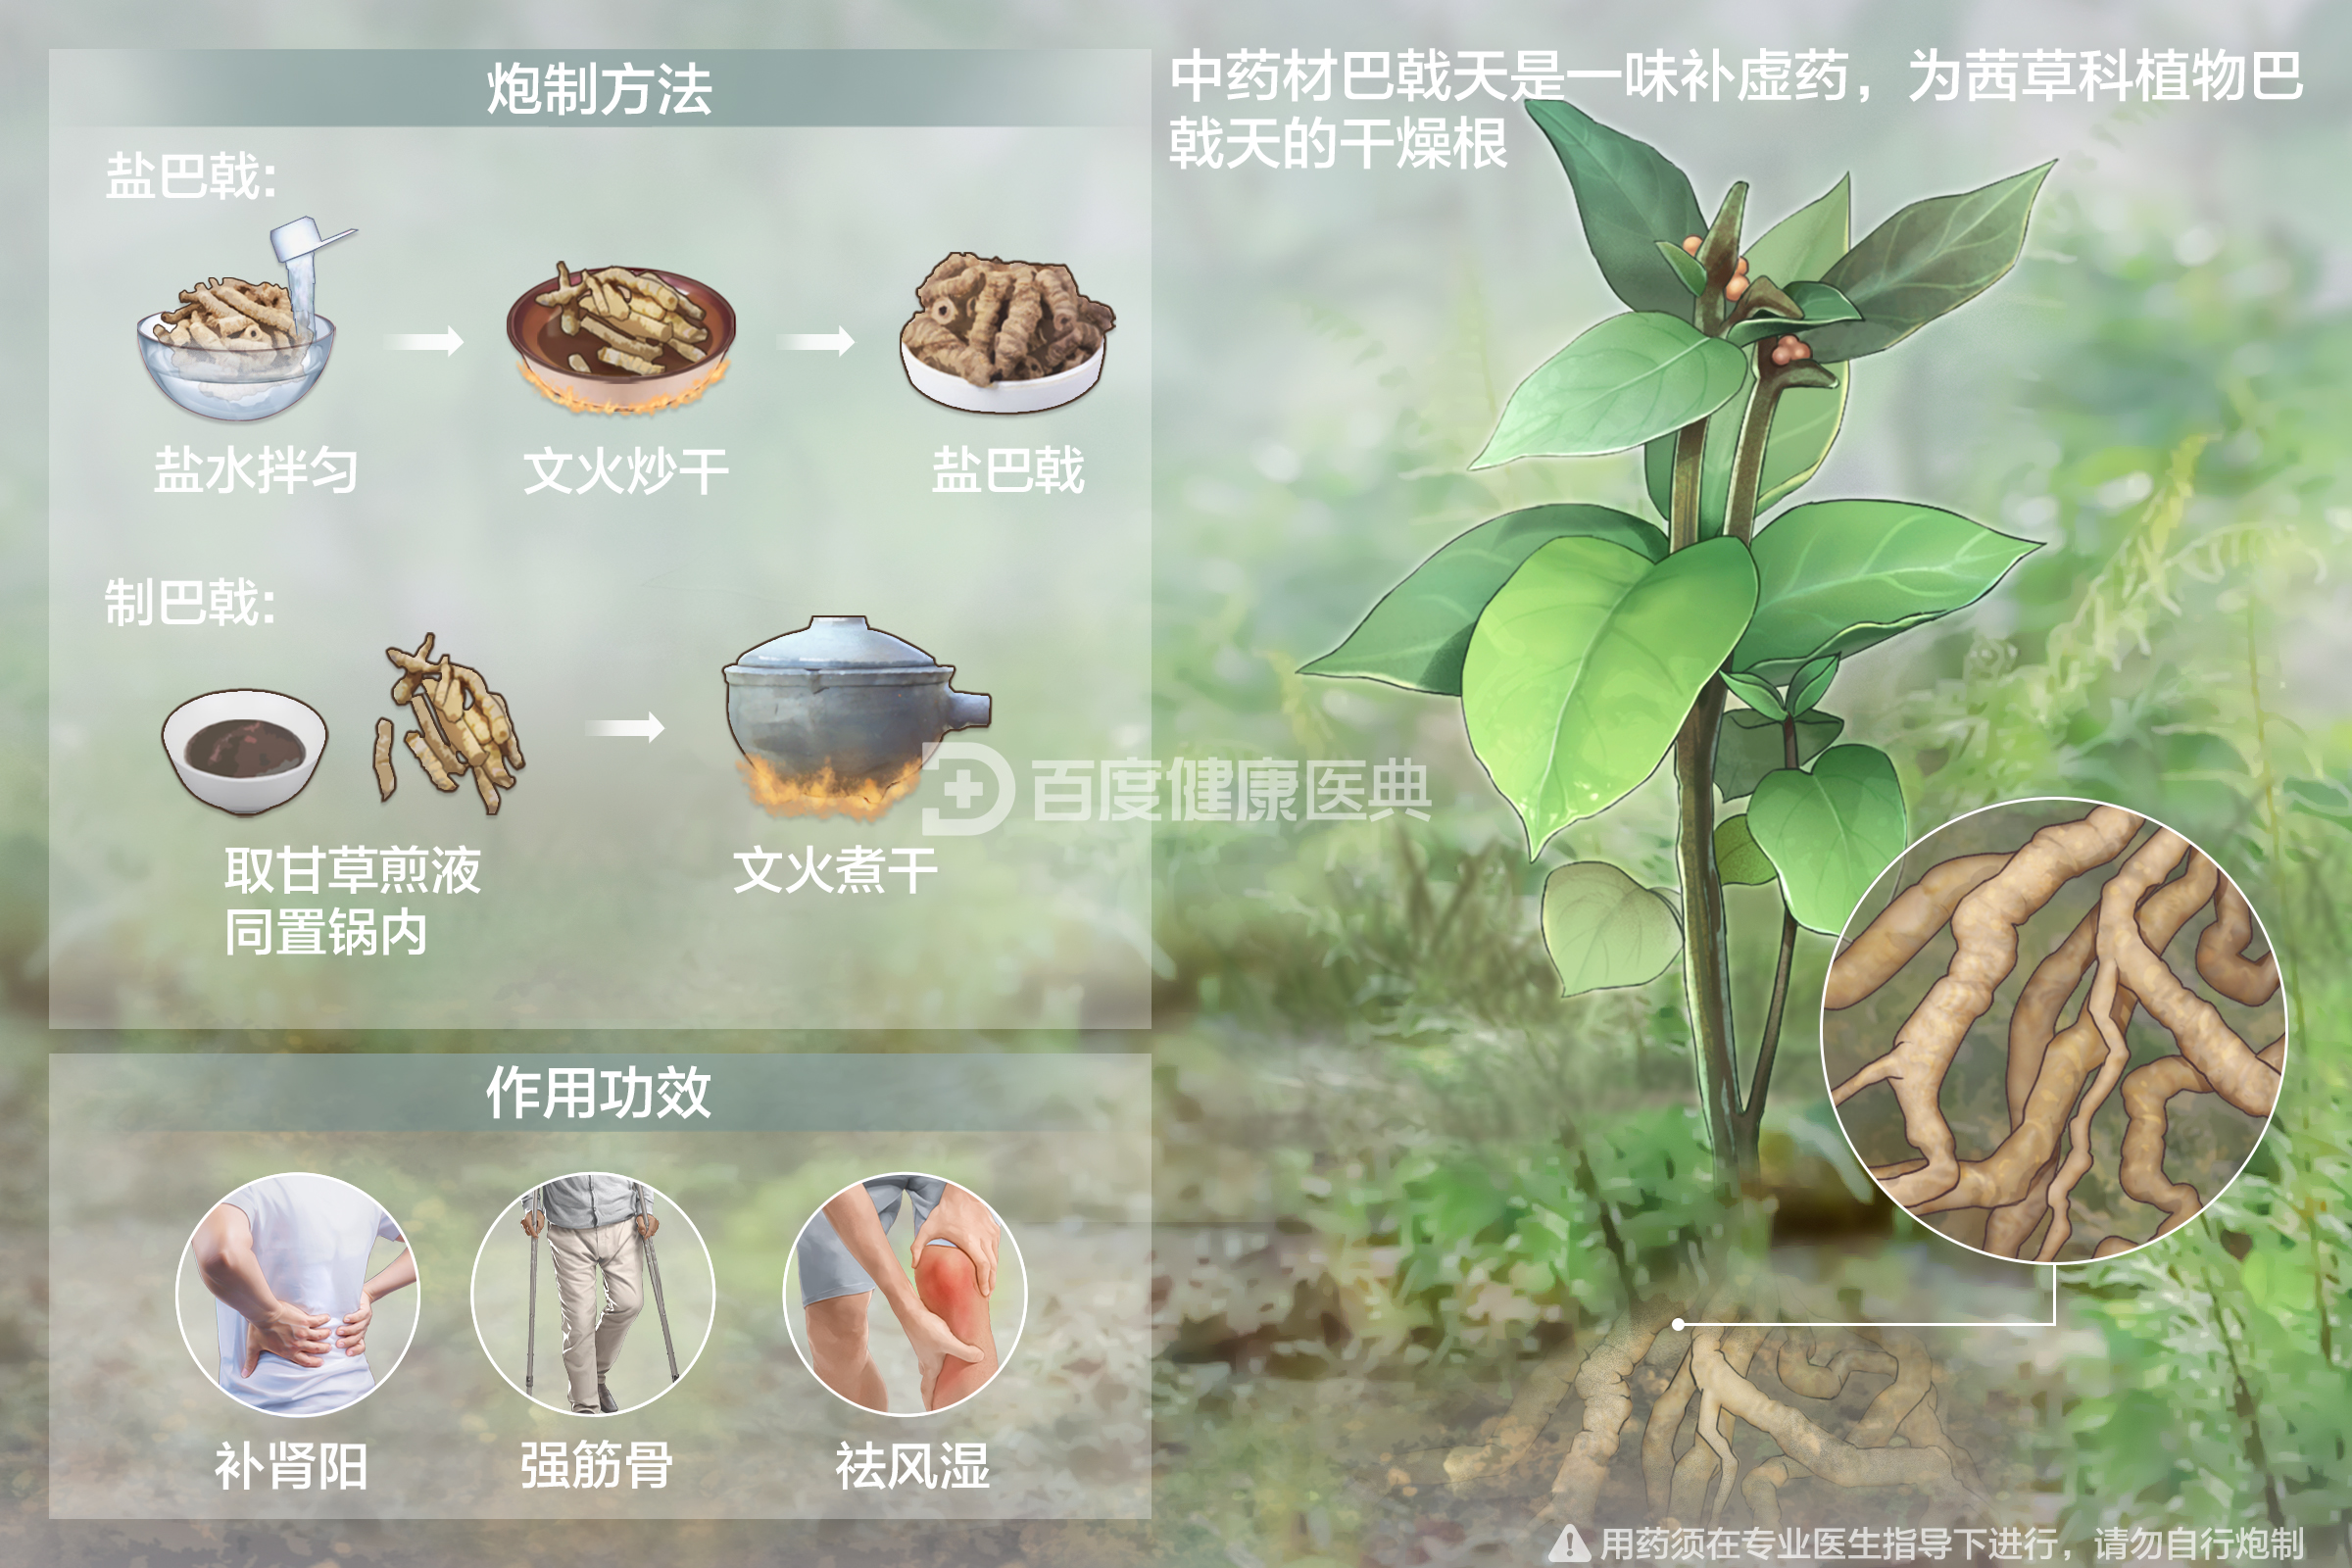 中药材巴戟天是一味补虚药，为茜草科植物巴
戟天的干燥根
炮制方法
盐巴戟：
盐水拌匀
文火炒干
盐巴戟
制巴戟：
取甘草煎液
同置锅内
文火煮干
百度健康医典
作用功效
补肾阳
强筋骨
祛风湿
用药须在专业医生指导下进行，请勿自行炮制